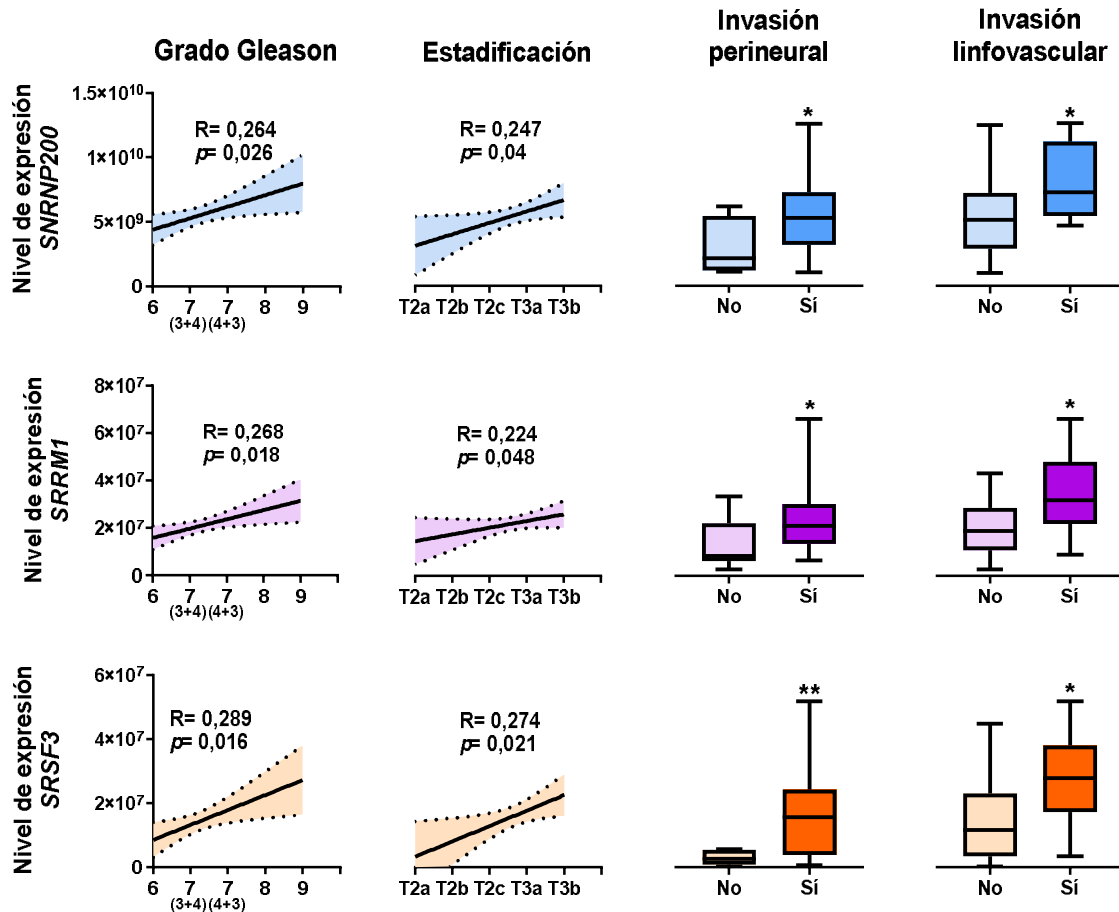 Grado Gleason
Estadificación
Invasión
perineural
Invasión
linfovascular
Nivel de expresión
SNRNP200
1.5×10¹⁰
1×10¹⁰
5×10⁹
0
R= 0,264
p= 0,026
6 7 7 8 9
(3+4) (4+3)
R= 0,247
p= 0,04
T2a T2b T2c T3a T3b
*
No Sí
*
No Sí
Nivel de expresión
SRRM1
8×10⁷
6×10⁷
4×10⁷
2×10⁷
0
R= 0,268
p= 0,018
6 7 7 8 9
(3+4) (4+3)
R= 0,224
p= 0,048
T2a T2b T2c T3a T3b
*
No Sí
*
No Sí
Nivel de expresión
SRSF3
6×10⁷
4×10⁷
2×10⁷
0
R= 0,289
p= 0,016
6 7 7 8 9
(3+4) (4+3)
R= 0,274
p= 0,021
T2a T2b T2c T3a T3b
**
No Sí
*
No Sí